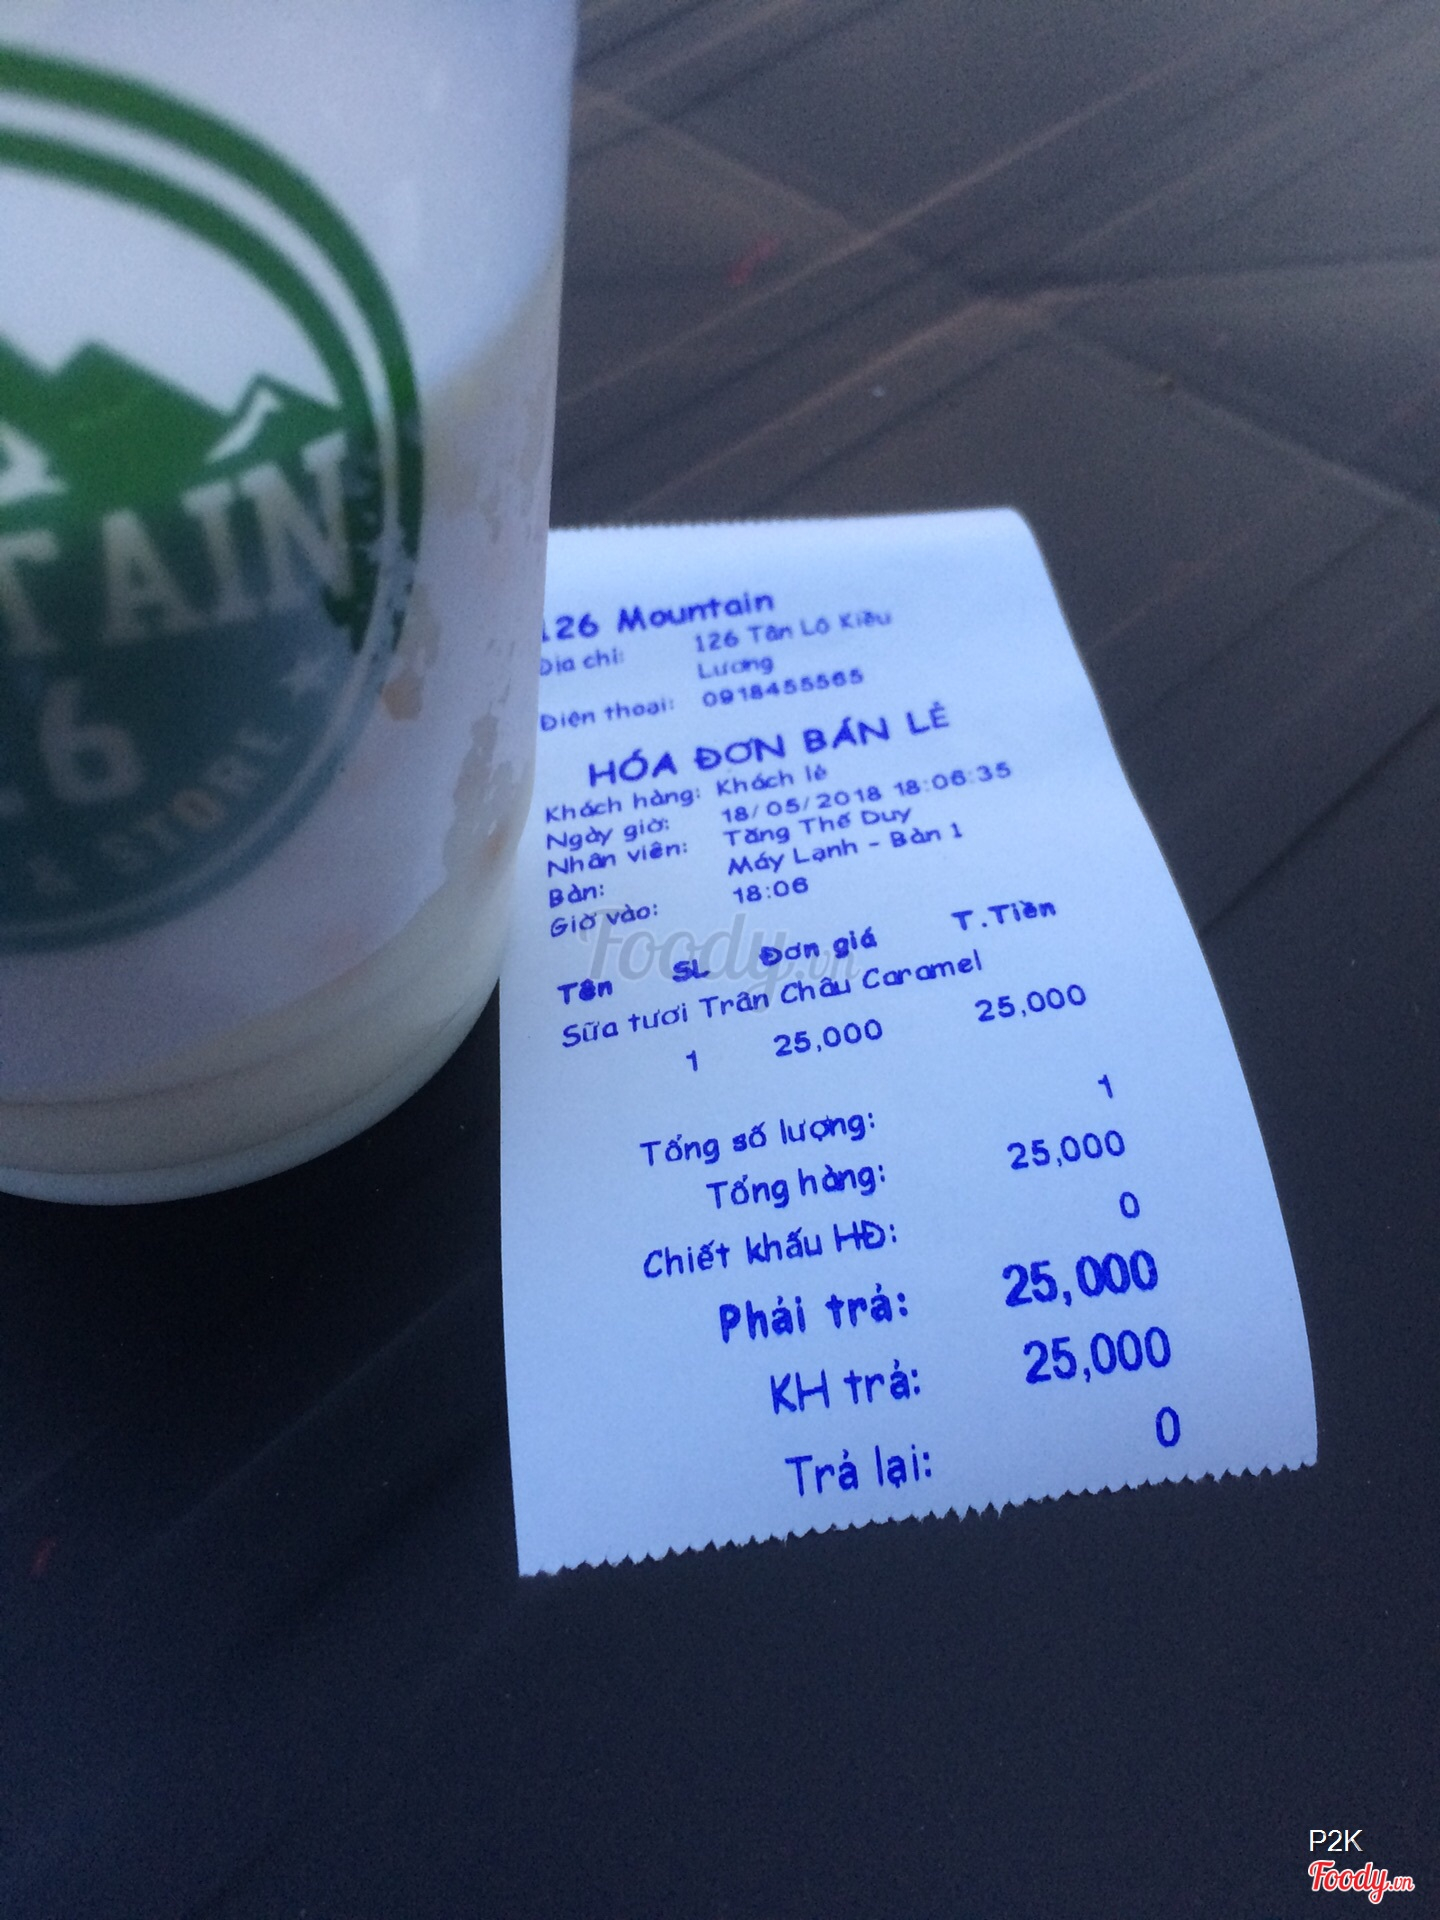 TAIN
126 Mountain
Địa chỉ: 126 Tân Lô Kiều
Lương
Điện thoại: 0918455565
HÓA ĐƠN BÁN LẺ
Khách hàng: Khách lẻ
Ngày giờ: 18/05/2018 18:06:35
Nhân viên: Tăng Thế Duy
Bàn: Máy Lạnh - Bàn 1
Giờ vào: 18:06
Tên SL Đơn giá T.Tiền
Sữa tươi Trân Châu Caramel
1 25,000 25,000
Tổng số lượng: 1
Tổng hàng: 25,000
Chiết khấu HĐ: 0
Phải trả: 25,000
KH trả: 25,000
Trả lại: 0
Foody.vn
P2K
Foody.vn